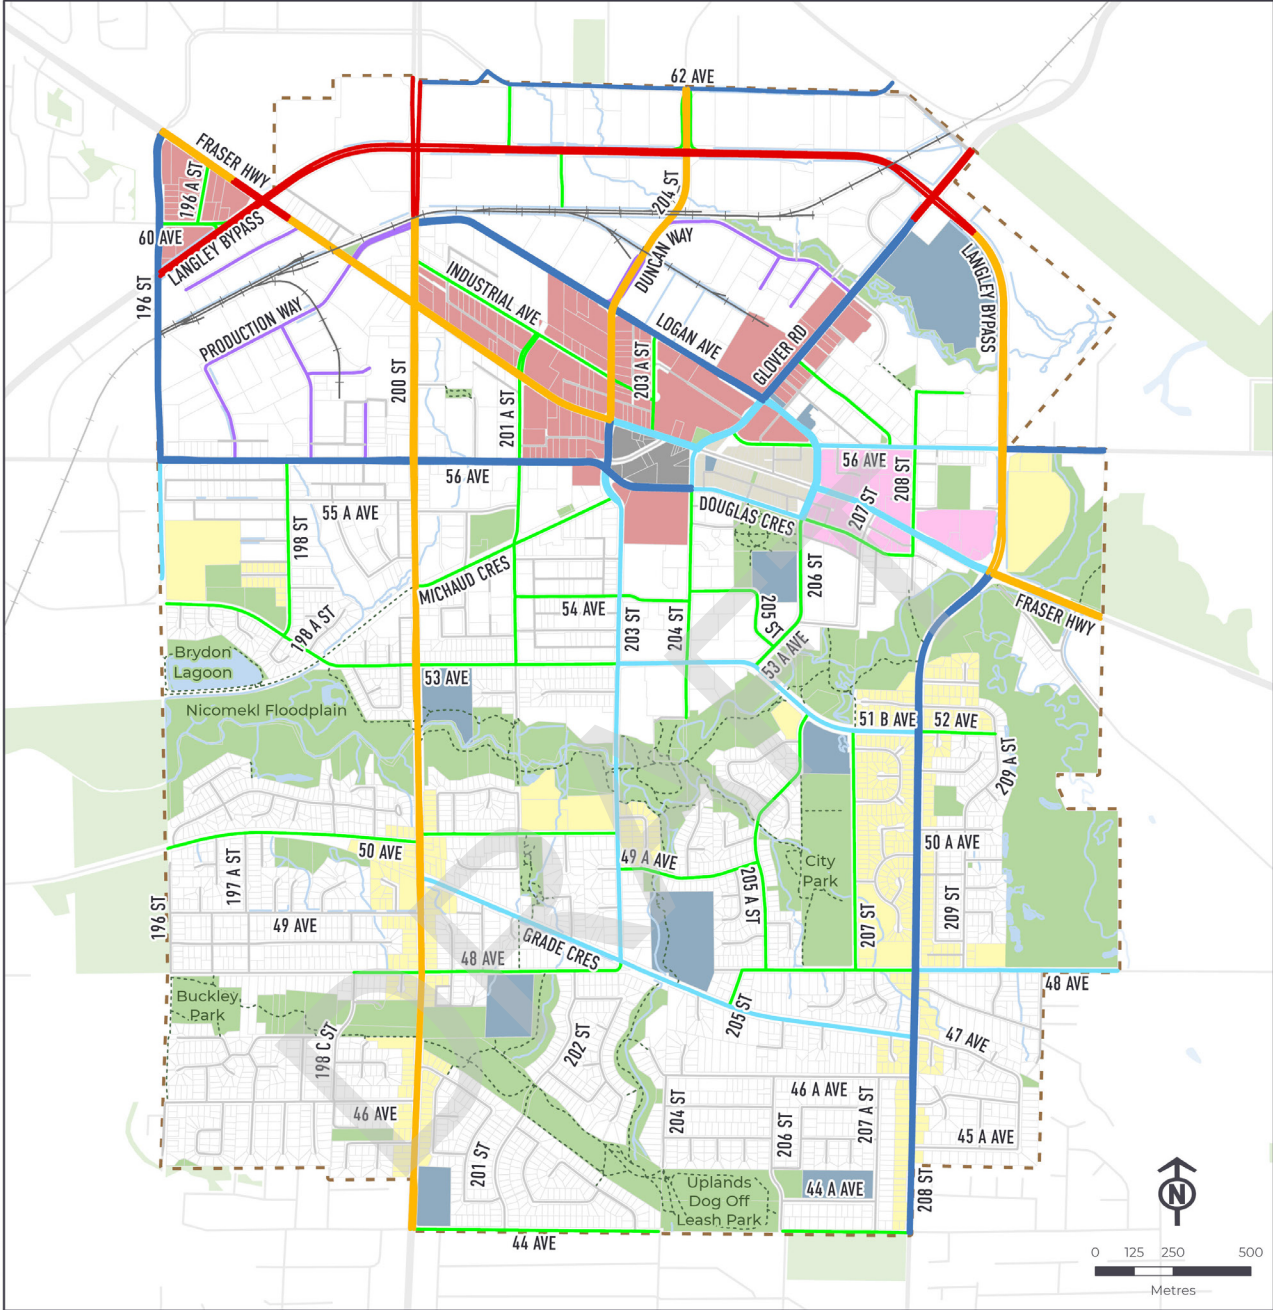 62 AVE
FRASER HWY
196 A ST
204 ST
60 AVE
LANGLEY BYPASS
DUNCAN WAY
196 ST
INDUSTRIAL AVE
LANGLEY BYPASS
PRODUCTION WAY
LOGAN AVE
GLOVER RD
200 ST
203 A ST
201 A ST
56 AVE
56 AVE
208 ST
55 A AVE
198 ST
DOUGLAS CRES
207 ST
MICHAUD CRES
206 ST
54 AVE
203 ST
204 ST
205 ST
198 A ST
FRASER HWY
53 A AVE
Brydon
Lagoon
53 AVE
Nicomekl Floodplain
51 B AVE
52 AVE
209 A ST
50 AVE
50 A AVE
197 A ST
49 A AVE
City
Park
205 A ST
196 ST
49 AVE
207 ST
209 ST
GRADE CRES
48 AVE
48 AVE
Buckley
Park
205 ST
198 C ST
202 ST
47 AVE
46 A AVE
204 ST
46 AVE
206 ST
207 A ST
45 A AVE
201 ST
Uplands
Dog Off
Leash Park
44 A AVE
208 ST
N
44 AVE
0 125 250 500
Metres